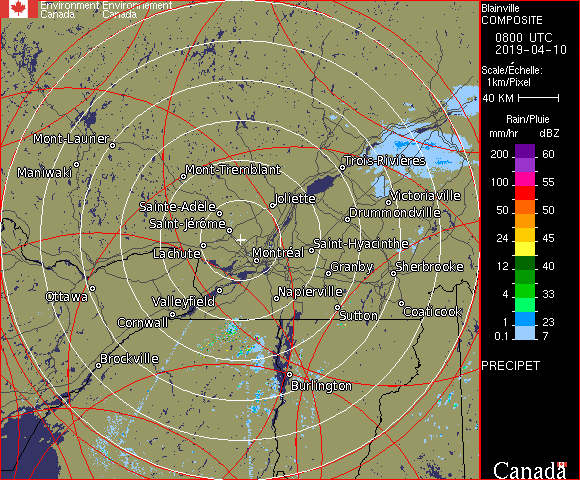 Environment Environnement
Canada Canada
Blainville
COMPOSITE
0800 UTC
2019-04-10
Scale/Échelle:
1km/Pixel
40 KM
Rain/Pluie
mm/hr dBZ
200 60
100 55
50 50
24 45
12 40
4 33
1 23
0.1 7
PRECIPET
Canada
Mont-Laurier
Maniwaki
Mont-Tremblant
Trois-Rivières
Sainte-Adèle
Joliette
Victoriaville
Saint-Jérôme
Drummondville
Lachute
Montréal
Saint-Hyacinthe
Granby
Sherbrooke
Ottawa
Valleyfield
Napierville
Cornwall
Sutton
Coaticook
Brockville
Burlington